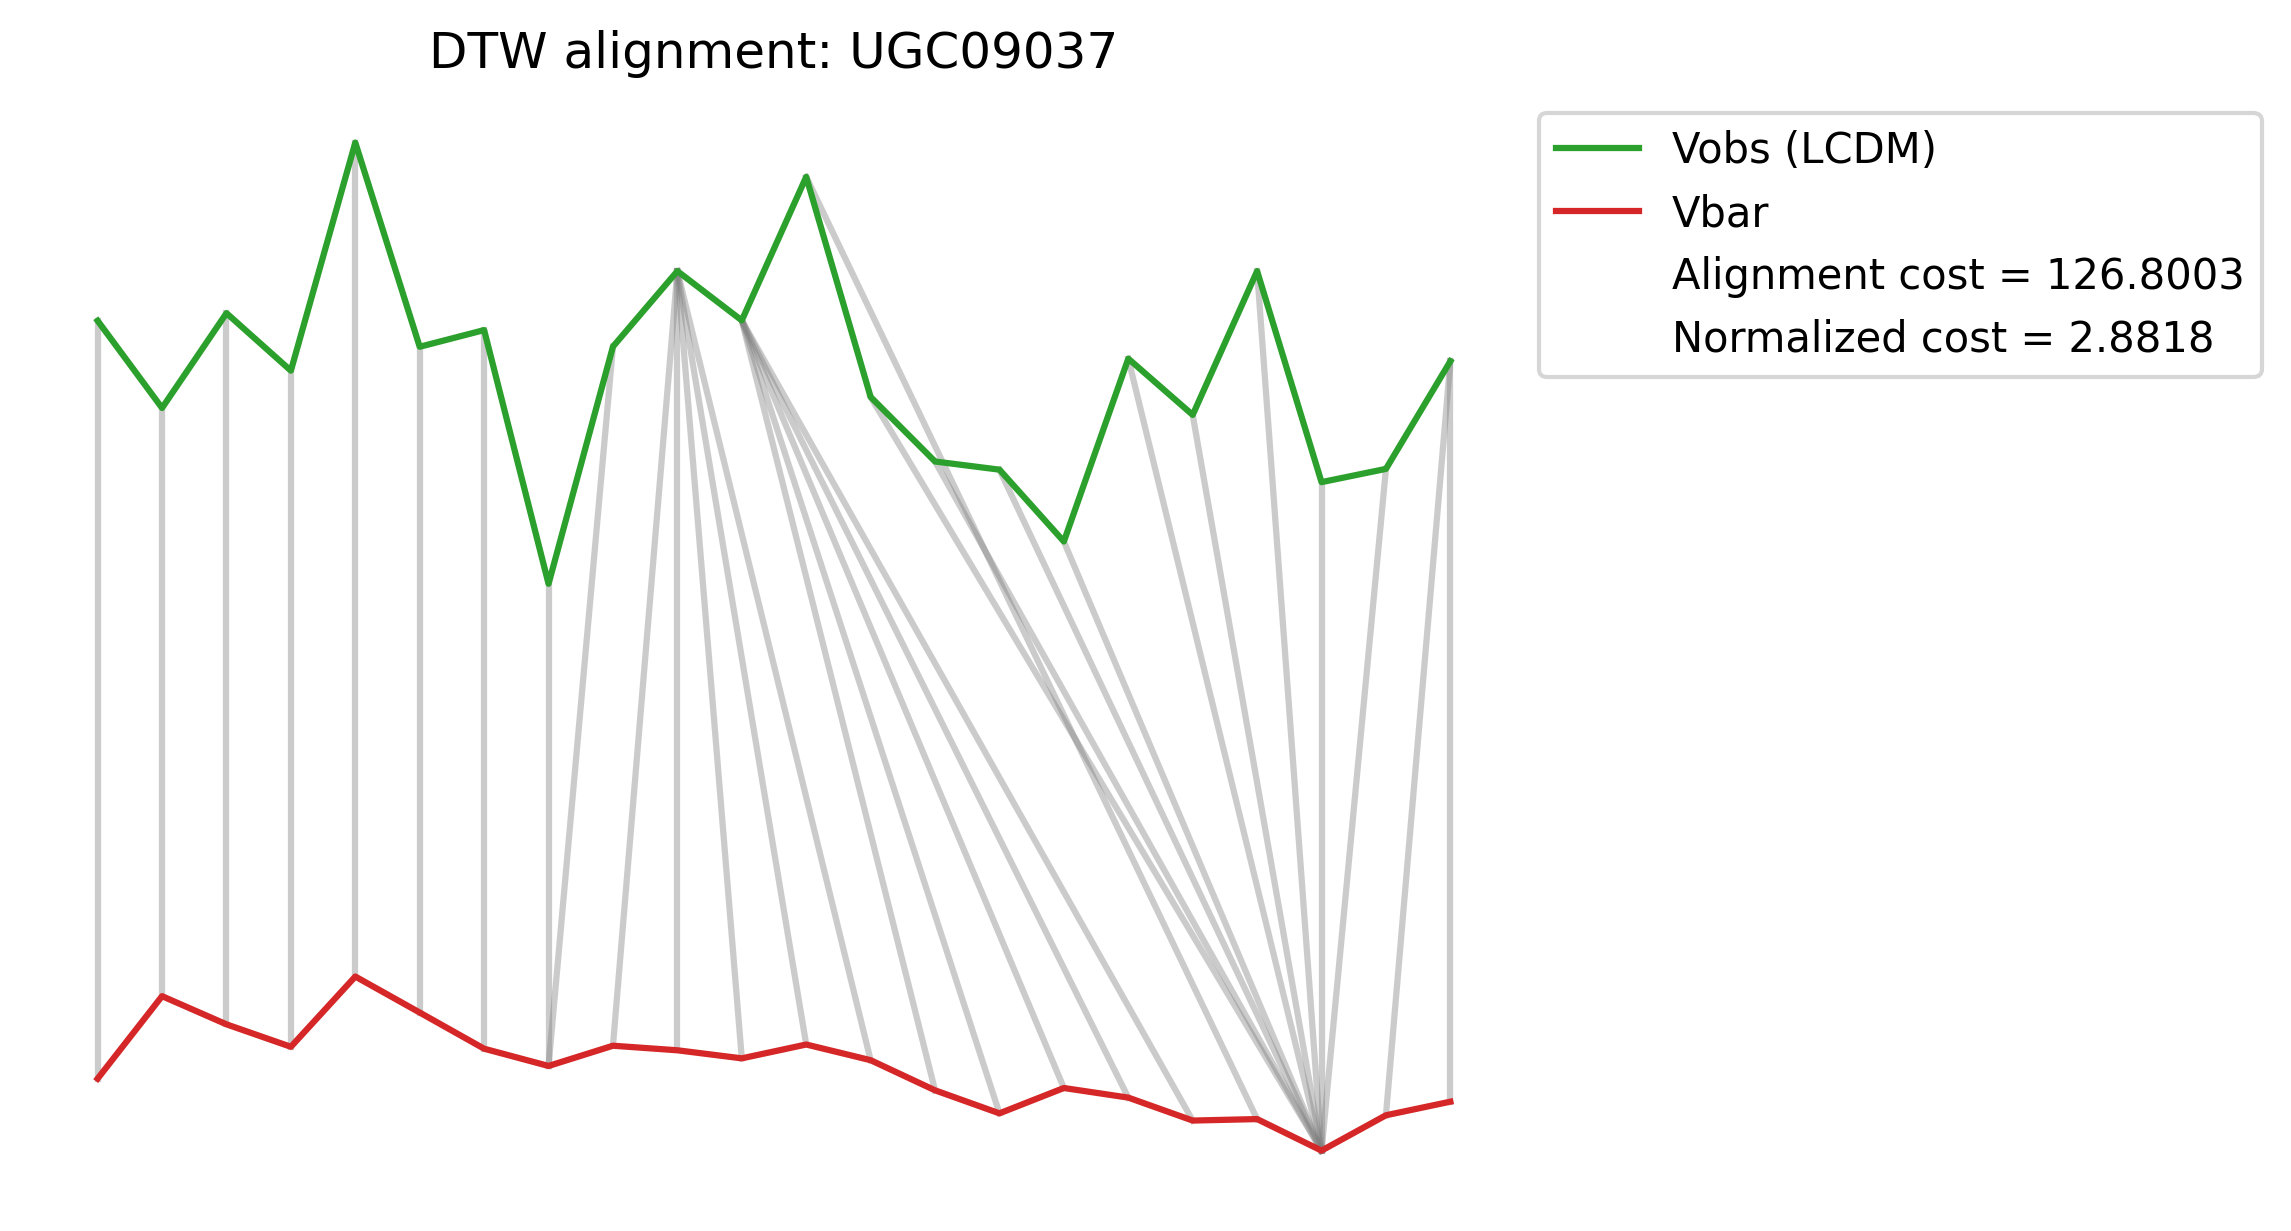 DTW alignment: UGC09037
Vobs (LCDM)
Vbar
Alignment cost = 126.8003
Normalized cost = 2.8818